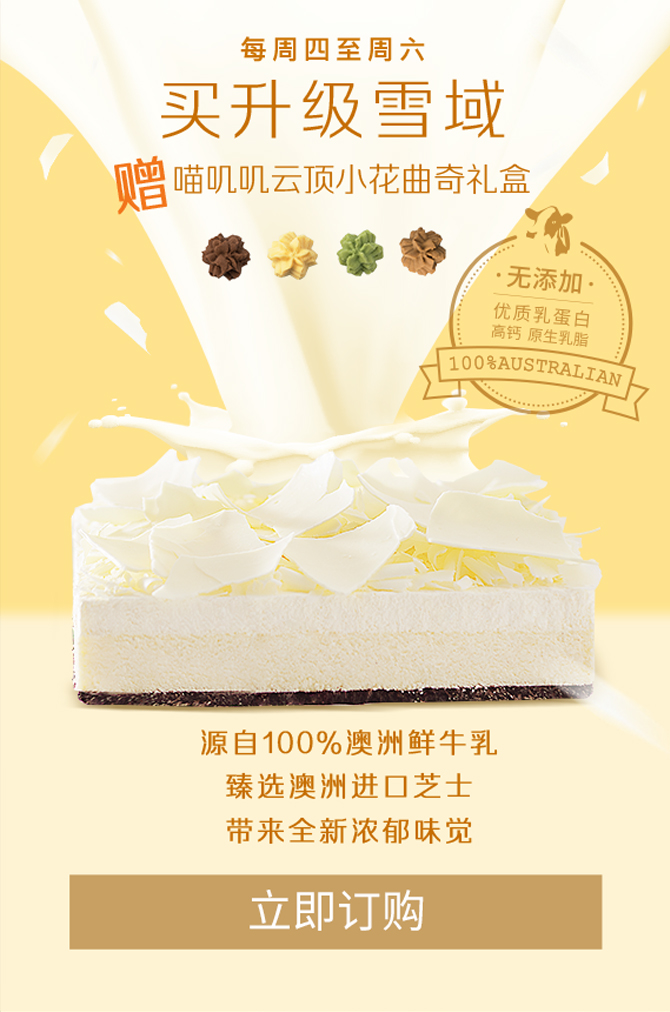 每周四至周六
买升级雪域
赠喵叽叽云顶小花曲奇礼盒
·无添加·
优质乳蛋白
高钙 原生乳脂
100%AUSTRALIAN
源自100%澳洲鲜牛乳
臻选澳洲进口芝士
带来全新浓郁味觉
立即订购